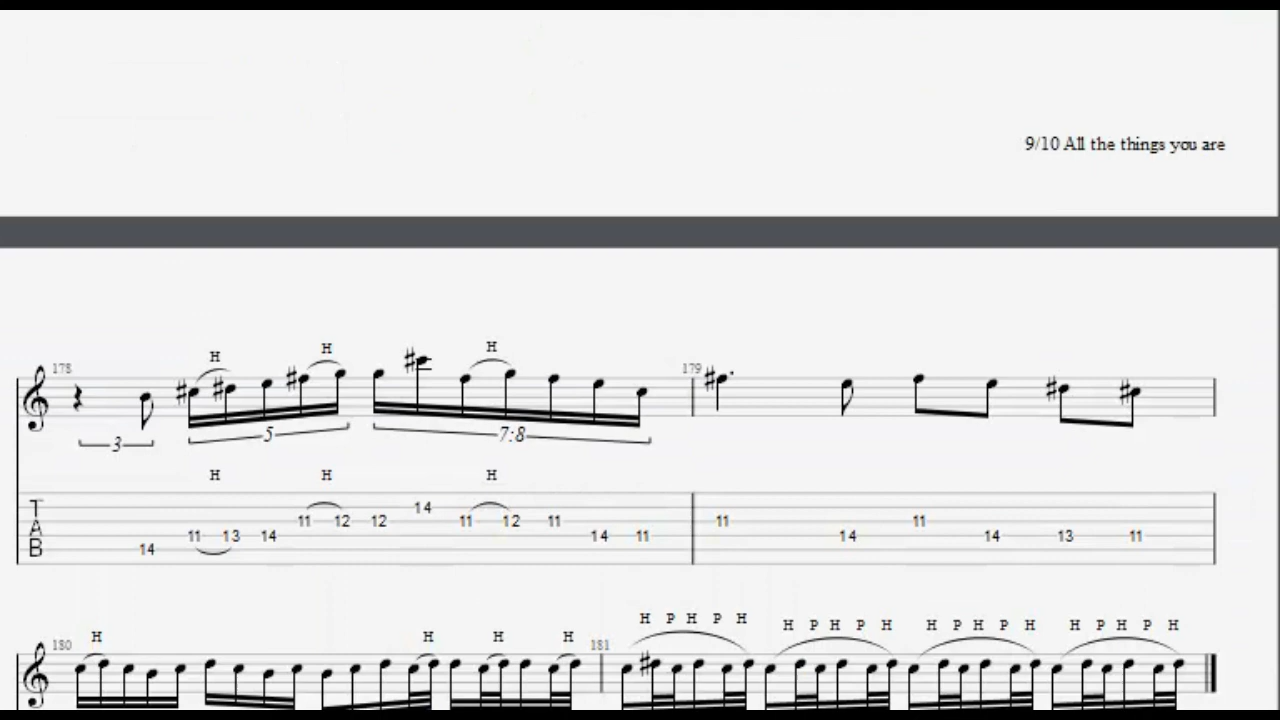 9/10 All the things you are
178 H H H 179
3 5 7:8
H H H
T 14
11 12 12 11 12 11 11 11
A 11 13 14 14 11 14 14 13 11
B 14
H P H P H H P H P H H P H P H H P H P H
180 H H H H 181